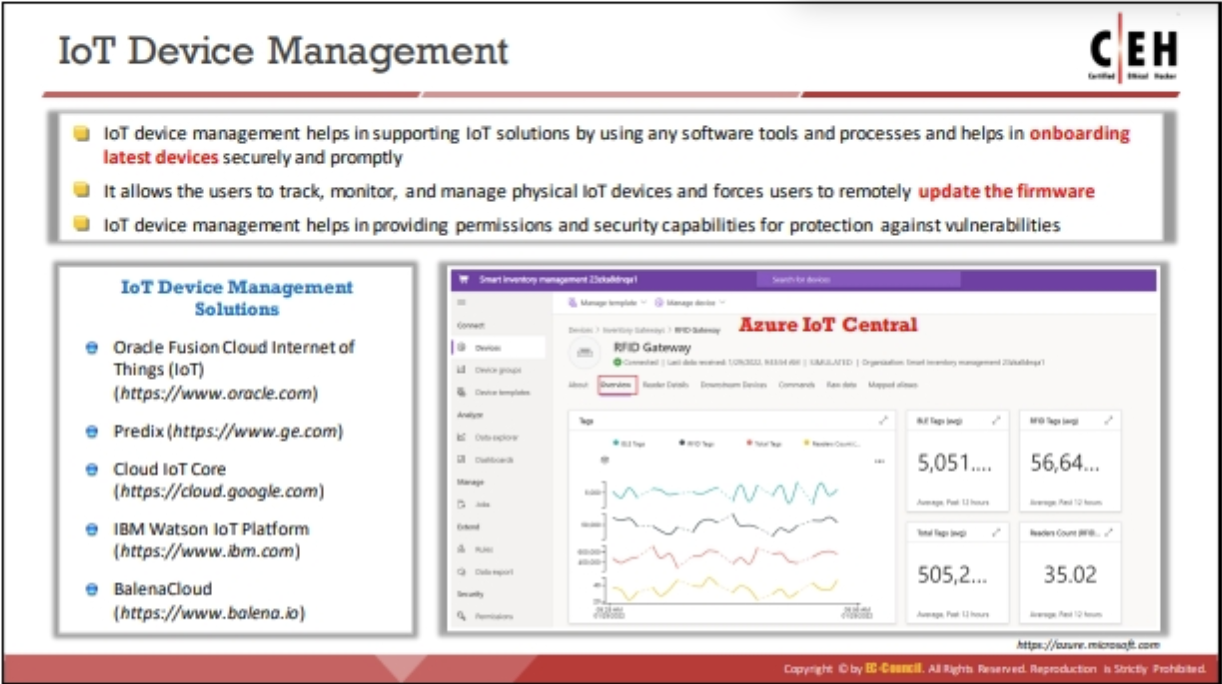 IoT Device Management
C|EH
Certified Ethical Hacker
IoT device management helps in supporting IoT solutions by using any software tools and processes and helps in onboarding
latest devices securely and promptly
It allows the users to track, monitor, and manage physical IoT devices and forces users to remotely update the firmware
IoT device management helps in providing permissions and security capabilities for protection against vulnerabilities
IoT Device Management
Solutions
Oracle Fusion Cloud Internet of
Things (IoT)
(https://www.oracle.com)
Predix (https://www.ge.com)
Cloud IoT Core
(https://cloud.google.com)
IBM Watson IoT Platform
(https://www.ibm.com)
BalenaCloud
(https://www.balena.io)
Smart inventory management
Search for devices
Manage template
Manage device
Connect
Devices
Device groups
Device templates
Analyze
Data explorer
Dashboards
Manage
Jobs
Extend
Rules
Data export
Security
Permissions
Devices > Inventory Gateways > RFID Gateway
Azure IoT Central
RFID Gateway
Connected | Last data received: 1/29/2022, | SIMULATED | Organization: Smart inventory management
About Overview Reader Details Downstream Devices Commands Raw data Mapped aliases
Tags
BLE Tags RFID Tags Total Tags Readers Count (...
BLE Tags (avg)
5,051....
Average, Past 12 hours
RFID Tags (avg)
56,64...
Average, Past 12 hours
Total Tags (avg)
505,2...
Average, Past 12 hours
Readers Count (RFID...
35.02
Average, Past 12 hours
https://azure.microsoft.com
Copyright © by EC-Council. All Rights Reserved. Reproduction is Strictly Prohibited.